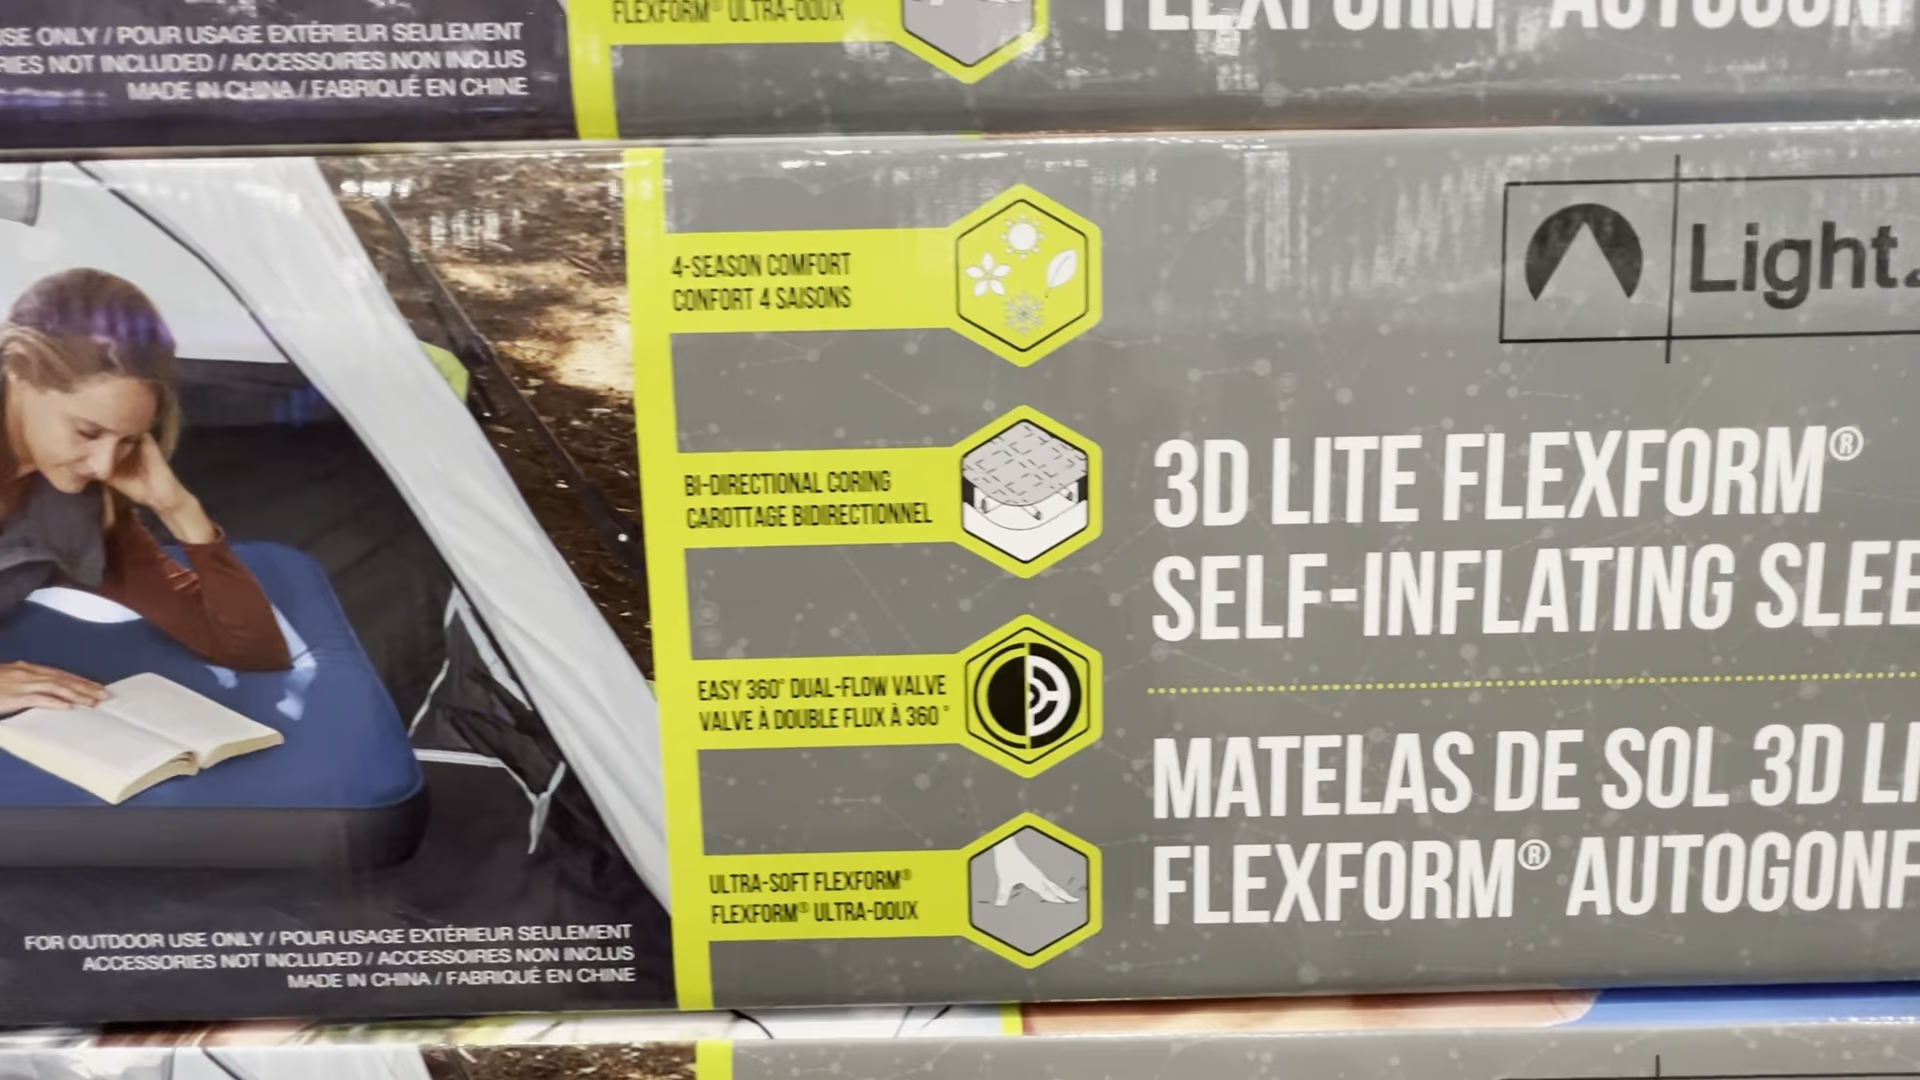 FLEXFORM® ULTRA-DOUX
USE ONLY / POUR USAGE EXTÉRIEUR SEULEMENT
NOT INCLUDED / ACCESSOIRES NON INCLUS
MADE IN CHINA / FABRIQUÉ EN CHINE
FLEXFORM®
4-SEASON COMFORT
CONFORT 4 SAISONS
BI-DIRECTIONAL CORING
CAROTTAGE BIDIRECTIONNEL
EASY 360° DUAL-FLOW VALVE
VALVE À DOUBLE FLUX À 360°
ULTRA-SOFT FLEXFORM®
FLEXFORM® ULTRA-DOUX
Light.
3D LITE FLEXFORM®
SELF-INFLATING SLEE
MATELAS DE SOL 3D LI
FLEXFORM® AUTOGONF
FOR OUTDOOR USE ONLY / POUR USAGE EXTÉRIEUR SEULEMENT
ACCESSORIES NOT INCLUDED / ACCESSOIRES NON INCLUS
MADE IN CHINA / FABRIQUÉ EN CHINE